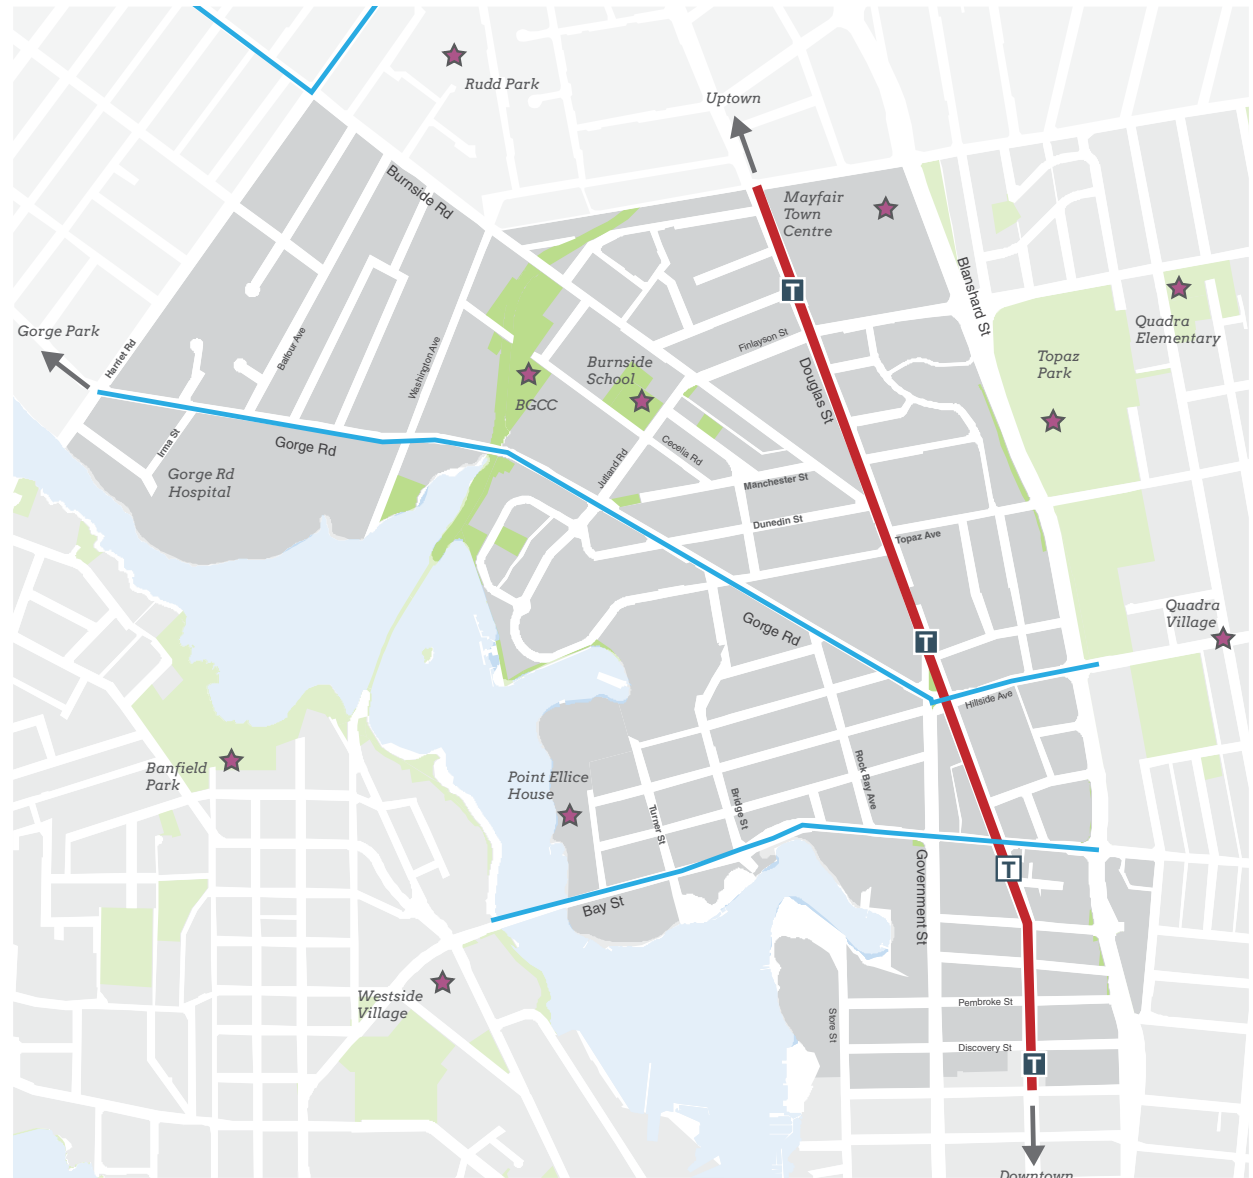 Rudd Park
Uptown
Burnside Rd
Mayfair
Town
Centre
Blanshard St
Gorge Park
Harriet Rd
Balfour Ave
Washington Ave
Quadra
Elementary
T
Finlayson St
Burnside
School
BGCC
Topaz
Park
Douglas St
Irma St
Gorge Rd
Gorge Rd
Hospital
Jutland Rd
Cecelia Rd
Manchester St
Dunedin St
Topaz Ave
Quadra
Village
Gorge Rd
T
Hillside Ave
Banfield
Park
Point Ellice
House
Turner St
Bridge St
Rock Bay Ave
T
Bay St
Government St
Westside
Village
Store St
Pembroke St
Discovery St
T
Downtown